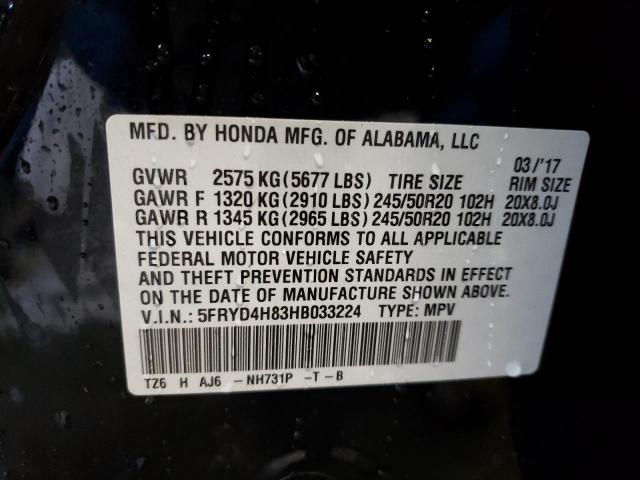 MFD. BY HONDA MFG. OF ALABAMA, LLC
03/'17
GVWR 2575 KG(5677 LBS) TIRE SIZE RIM SIZE
GAWR F 1320 KG(2910 LBS) 245/50R20 102H 20X8.0J
GAWR R 1345 KG(2965 LBS) 245/50R20 102H 20X8.0J
THIS VEHICLE CONFORMS TO ALL APPLICABLE
FEDERAL MOTOR VEHICLE SAFETY
AND THEFT PREVENTION STANDARDS IN EFFECT
ON THE DATE OF MANUFACTURE SHOWN ABOVE.
V.I.N.: 5FRYD4H83HB033224 TYPE: MPV
TZ6 H AJ6 -NH731P -T-B